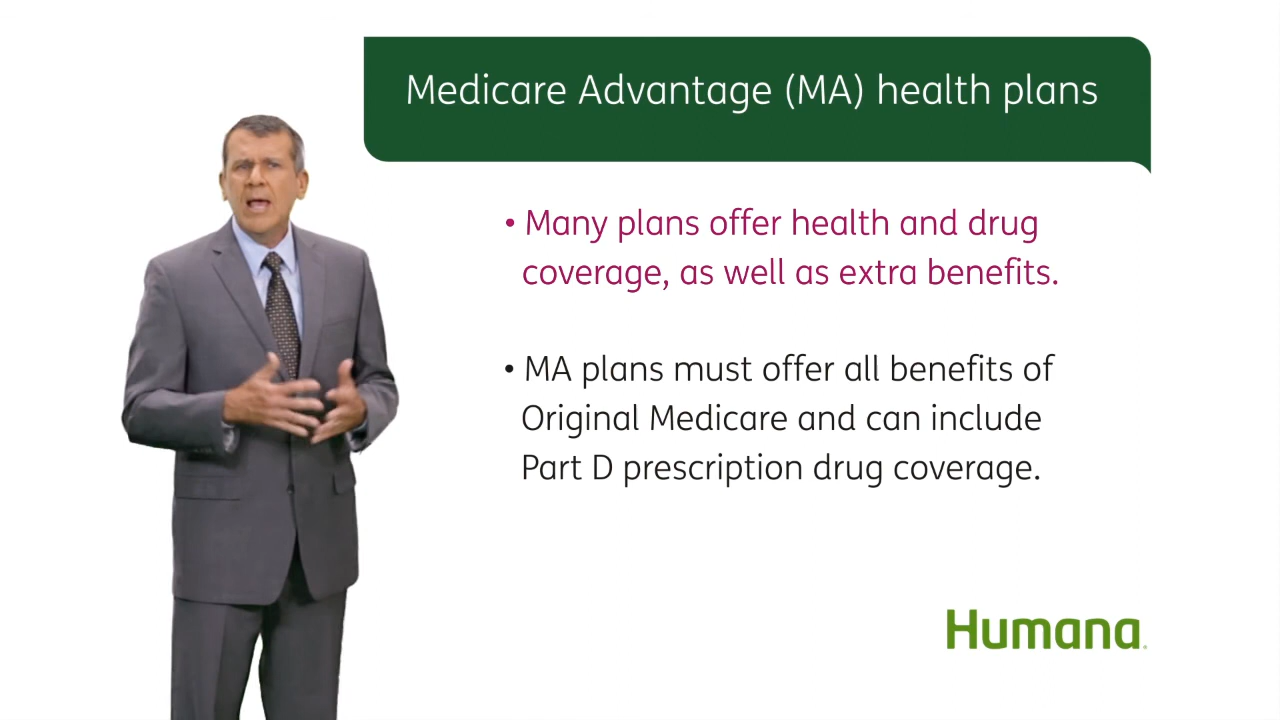 Medicare Advantage (MA) health plans
• Many plans offer health and drug
coverage, as well as extra benefits.
• MA plans must offer all benefits of
Original Medicare and can include
Part D prescription drug coverage.
Humana.